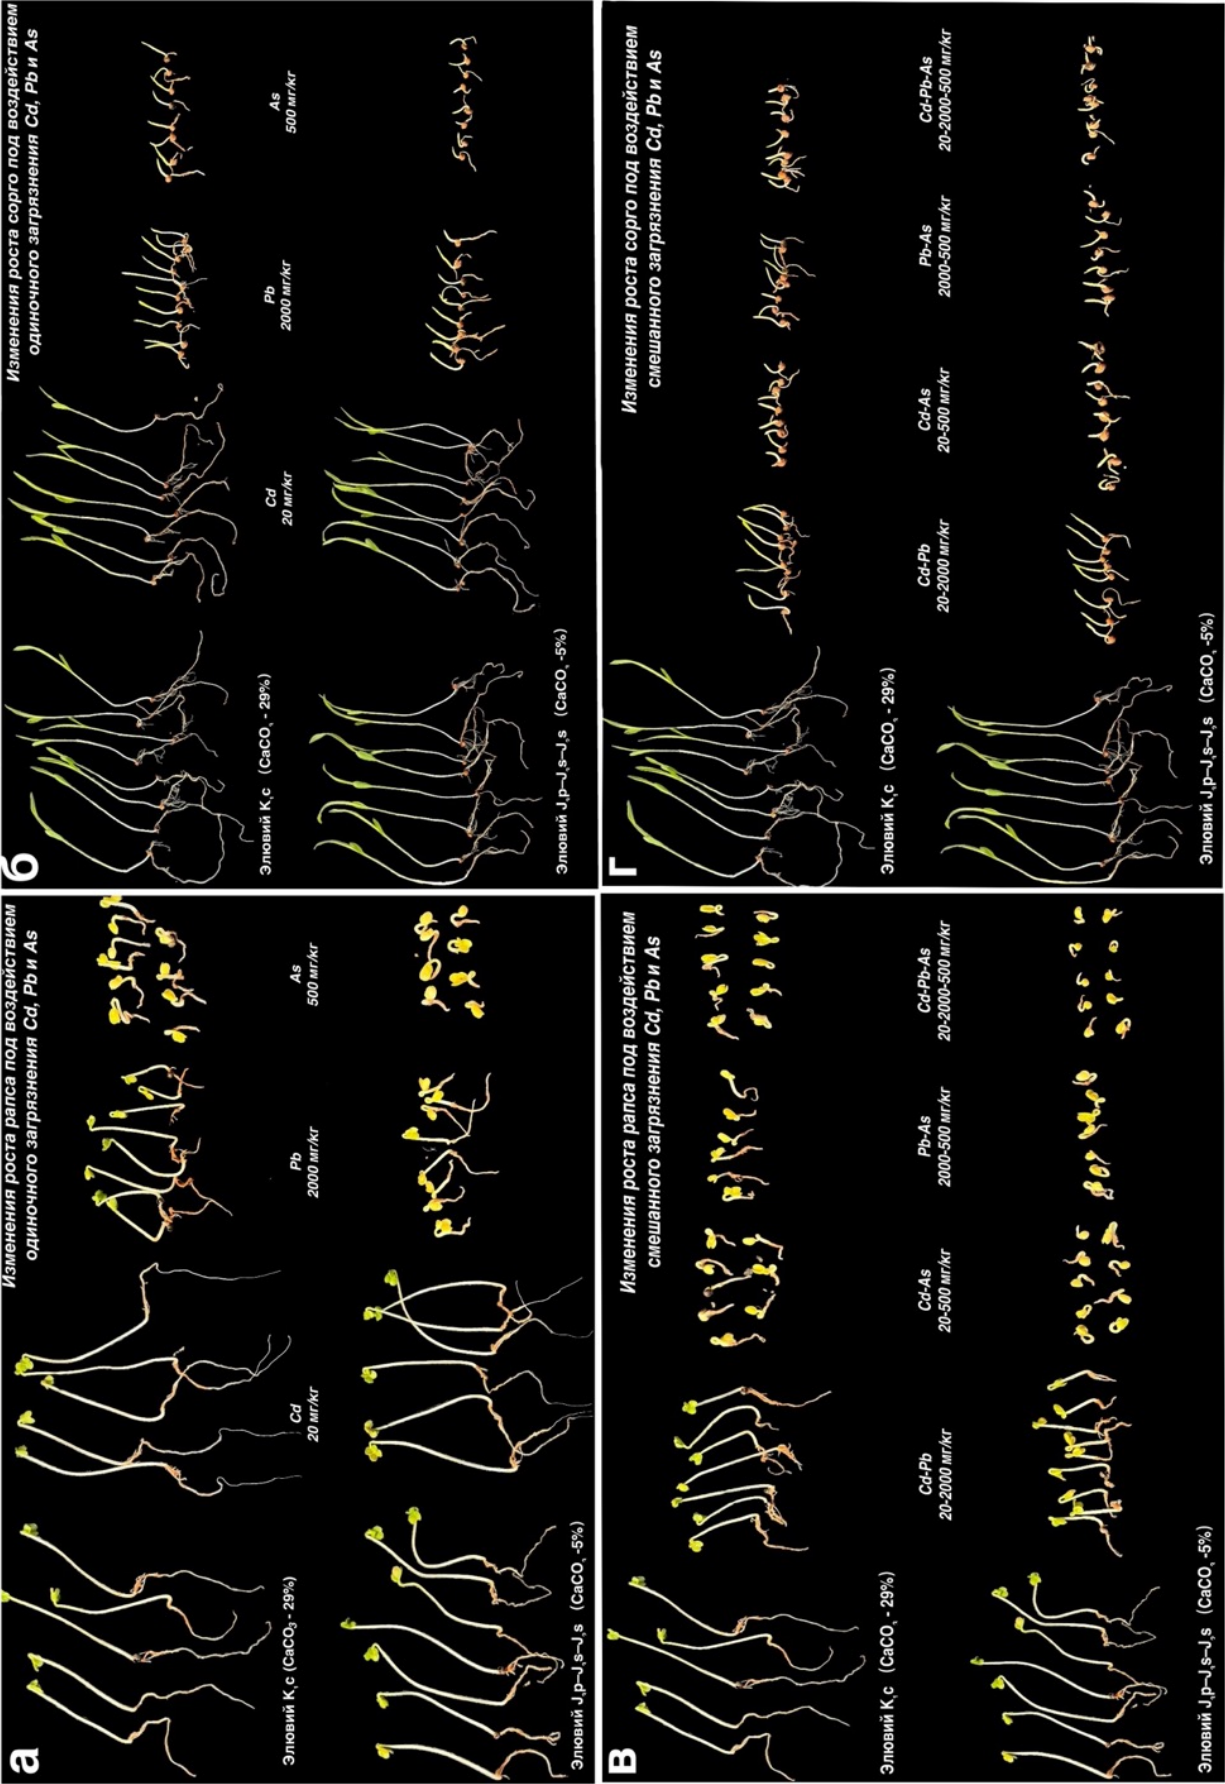 а
Изменения роста рапса под воздействием
одиночного загрязнения Cd, Pb и As
Cd
20 мг/кг
Pb
2000 мг/кг
As
500 мг/кг
Элювий K₁c (CaCO₃ - 29%)
Элювий J₃p–J₃s–J₃s (CaCO₃ -5%)
б
Изменения роста сорго под воздействием
одиночного загрязнения Cd, Pb и As
Cd
20 мг/кг
Pb
2000 мг/кг
As
500 мг/кг
Элювий K₁c (CaCO₃ - 29%)
Элювий J₃p–J₃s–J₃s (CaCO₃ -5%)
в
Изменения роста рапса под воздействием
смешанного загрязнения Cd, Pb и As
Cd-Pb
20-2000 мг/кг
Cd-As
20-500 мг/кг
Pb-As
2000-500 мг/кг
Cd-Pb-As
20-2000-500 мг/кг
Элювий K₁c (CaCO₃ - 29%)
Элювий J₃p–J₃s–J₃s (CaCO₃ -5%)
г
Изменения роста сорго под воздействием
смешанного загрязнения Cd, Pb и As
Cd-Pb
20-2000 мг/кг
Cd-As
20-500 мг/кг
Pb-As
2000-500 мг/кг
Cd-Pb-As
20-2000-500 мг/кг
Элювий K₁c (CaCO₃ - 29%)
Элювий J₃p–J₃s–J₃s (CaCO₃ -5%)